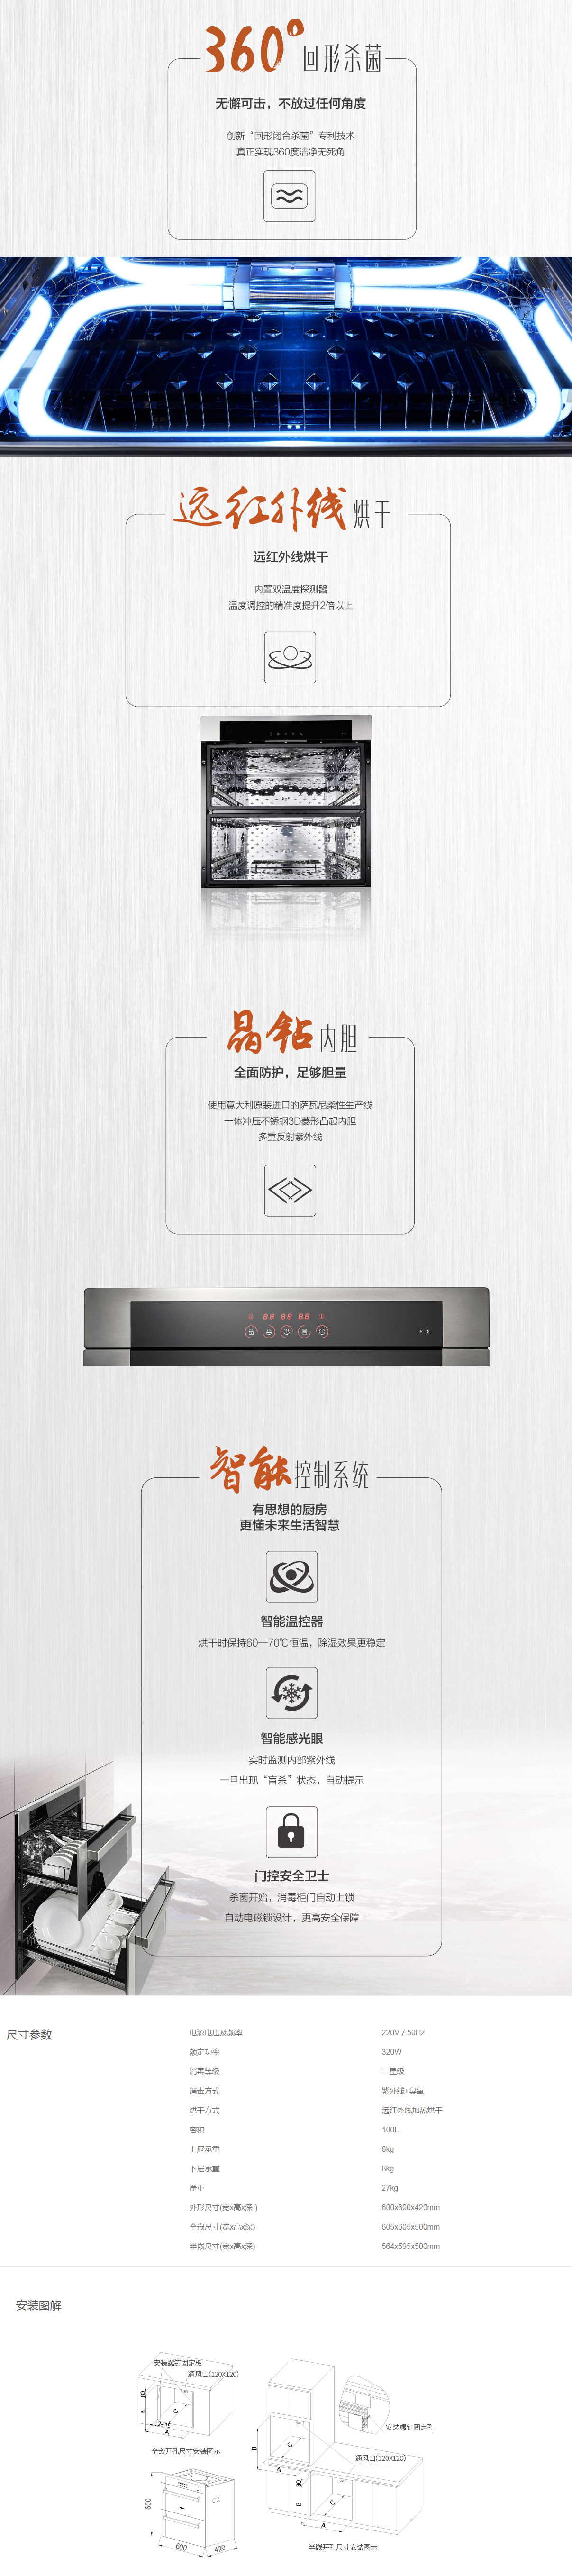 360°回形杀菌
无懈可击，不放过任何角度
创新“回形闭合杀菌”专利技术
真正实现360度洁净无死角
远红外线烘干
远红外线烘干
内置双温度探测器
温度调控的精准度提升2倍以上
晶钻内胆
全面防护，足够胆量
使用意大利原装进口的萨瓦尼柔性生产线
一体冲压不锈钢3D菱形凸起内胆
多重反射紫外线
88 88 88
智能控制系统
有思想的厨房
更懂未来生活智慧
智能温控器
烘干时保持60—70℃恒温，除湿效果更稳定
智能感光眼
实时监测内部紫外线
一旦出现“盲杀”状态，自动提示
门控安全卫士
杀菌开始，消毒柜门自动上锁
自动电磁锁设计，更高安全保障
尺寸参数
电源电压及频率 220V / 50Hz
额定功率 320W
消毒等级 二星级
消毒方式 紫外线+臭氧
烘干方式 远红外线加热烘干
容积 100L
上层承重 6kg
下层承重 8kg
净重 27kg
外形尺寸(宽x高x深 ) 600x600x420mm
全嵌尺寸(宽x高x深) 605x605x500mm
半嵌尺寸(宽x高x深) 564x595x500mm
安装图解
安装螺钉固定板
通风口(120X120)
80
B
C
2-15
A
全嵌开孔尺寸安装图示
600
600
420
安装螺钉固定孔
通风口(120X120)
B
C
A
80
B
C
A
半嵌开孔尺寸安装图示